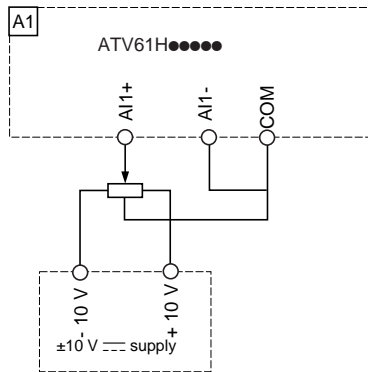 A1
ATV61H●●●●●
AI1+
AI1-
COM
- 10 V
+ 10 V
±10 V ⎓ supply